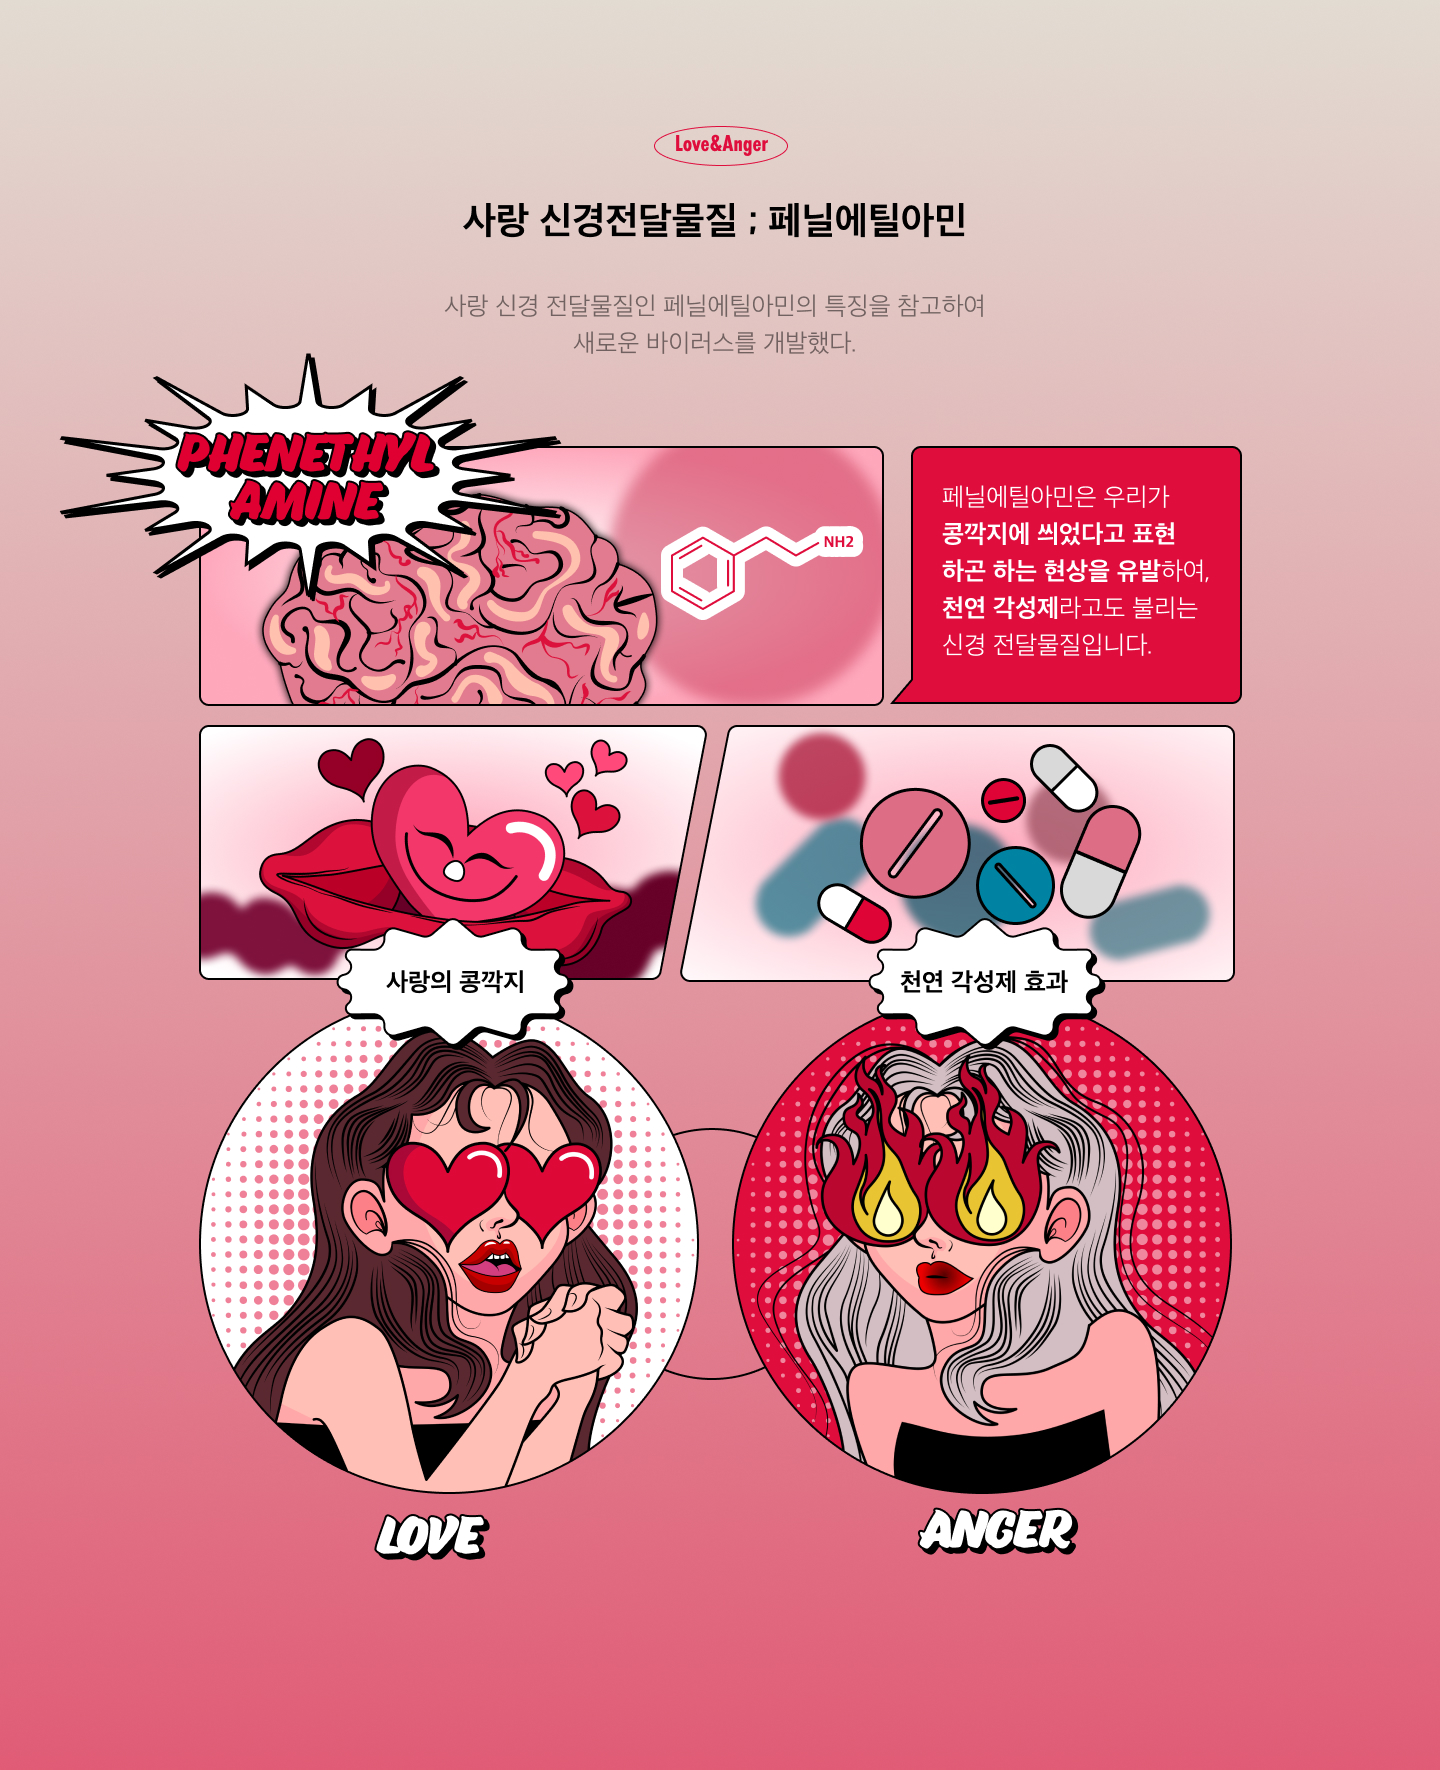 Love&Anger
사랑 신경전달물질 ; 페닐에틸아민
사랑 신경 전달물질인 페닐에틸아민의 특징을 참고하여
새로운 바이러스를 개발했다.
PHENETHYL
AMINE
NH2
페닐에틸아민은 우리가
콩깍지에 씌었다고 표현
하곤 하는 현상을 유발하여,
천연 각성제라고도 불리는
신경 전달물질입니다.
사랑의 콩깍지
천연 각성제 효과
LOVE
ANGER